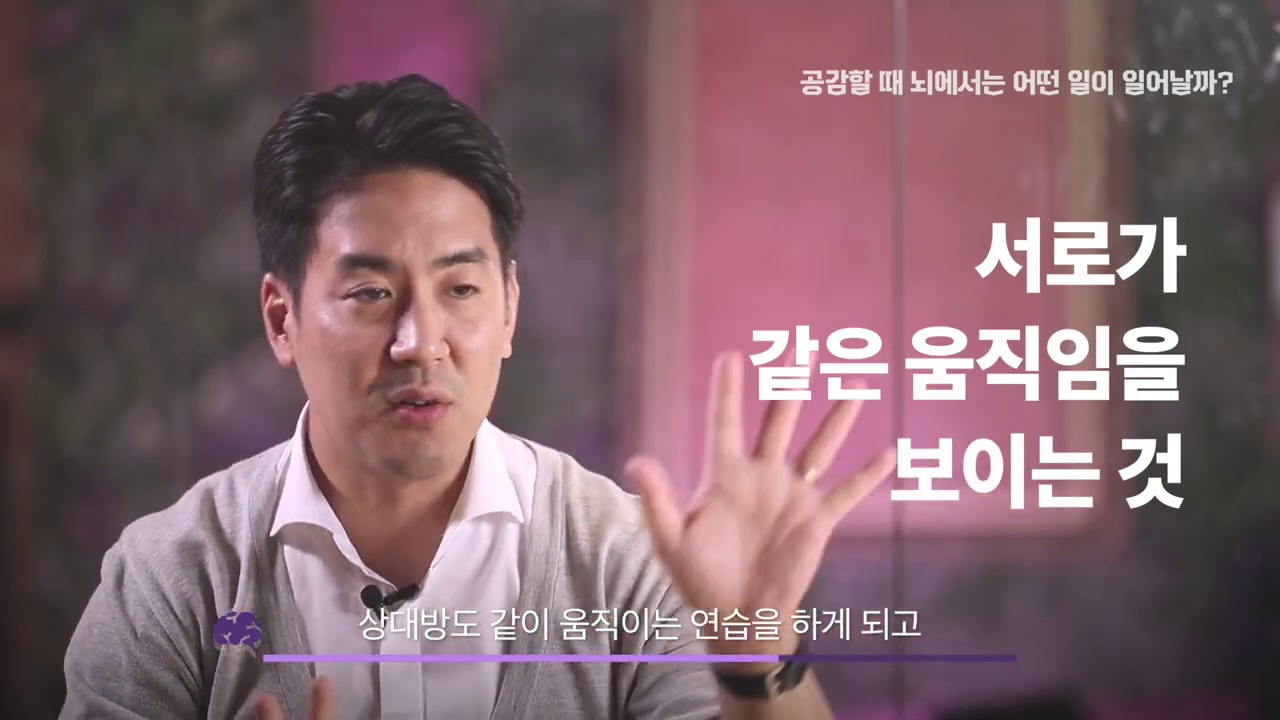 공감할 때 뇌에서는 어떤 일이 일어날까?
서로가
같은 움직임을
보이는 것
상대방도 같이 움직이는 연습을 하게 되고